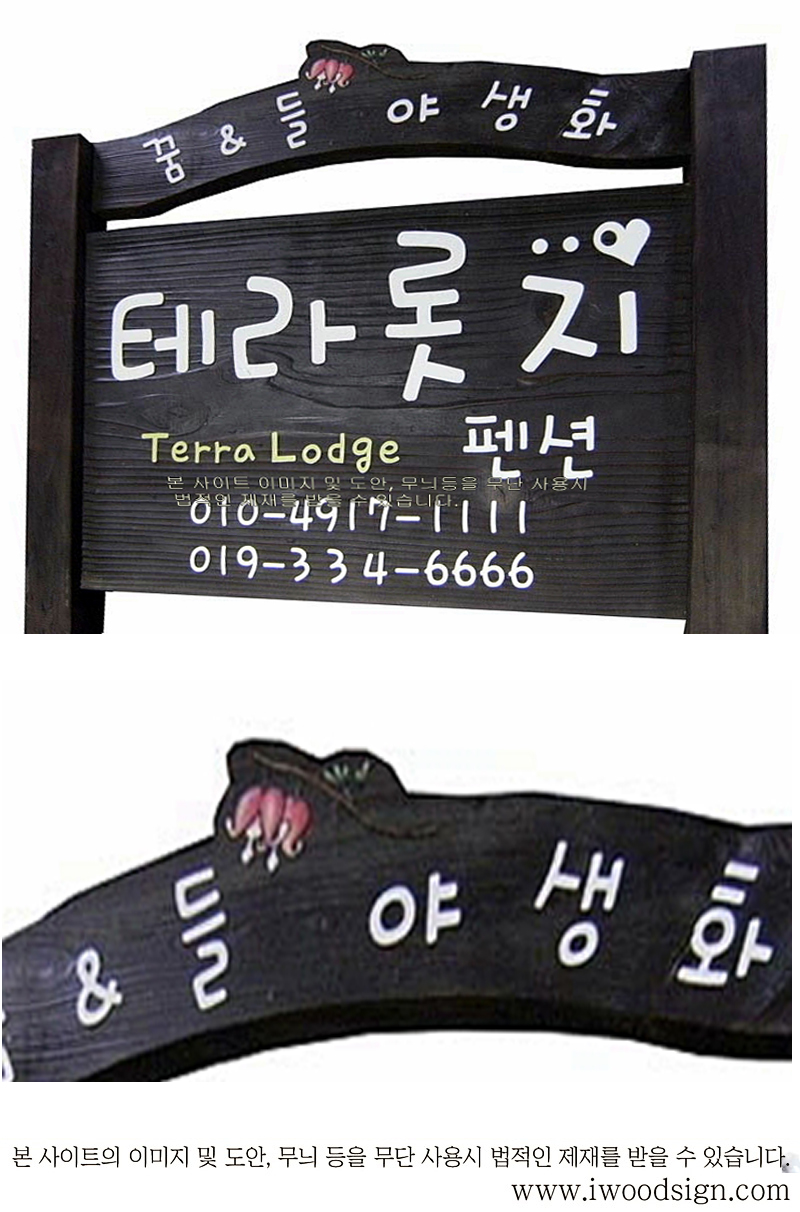 꿈 & 들 야 생 화
테라롯지
Terra Lodge 펜션
본 사이트 이미지 및 도안, 무늬등을 무단 사용시
법적인 제재를 받을 수 있습니다.
010-4917-1111
019-334-6666
& 들 야 생 화
본 사이트의 이미지 및 도안, 무늬 등을 무단 사용시 법적인 제재를 받을 수 있습니다.
www.iwoodsign.com